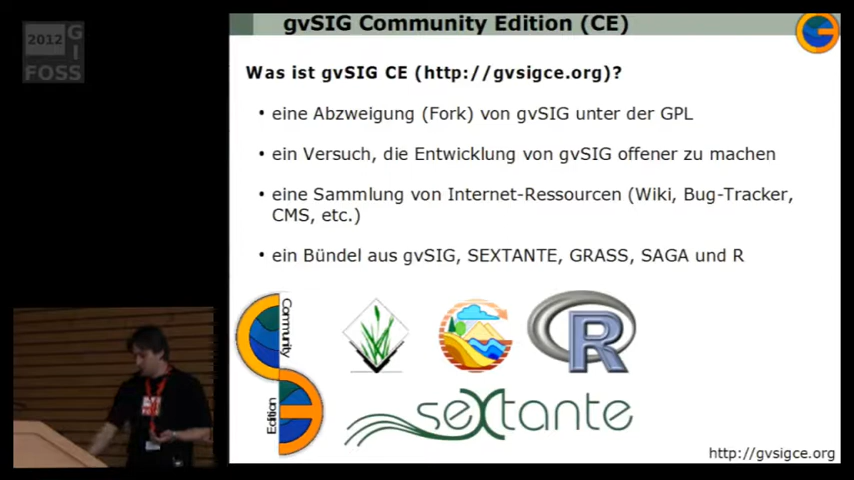 2012 G
I
FOSS
gvSIG Community Edition (CE)
Was ist gvSIG CE (http://gvsigce.org)?
• eine Abzweigung (Fork) von gvSIG unter der GPL
• ein Versuch, die Entwicklung von gvSIG offener zu machen
• eine Sammlung von Internet-Ressourcen (Wiki, Bug-Tracker,
CMS, etc.)
• ein Bündel aus gvSIG, SEXTANTE, GRASS, SAGA und R
Community
Edition
R
sextante
http://gvsigce.org